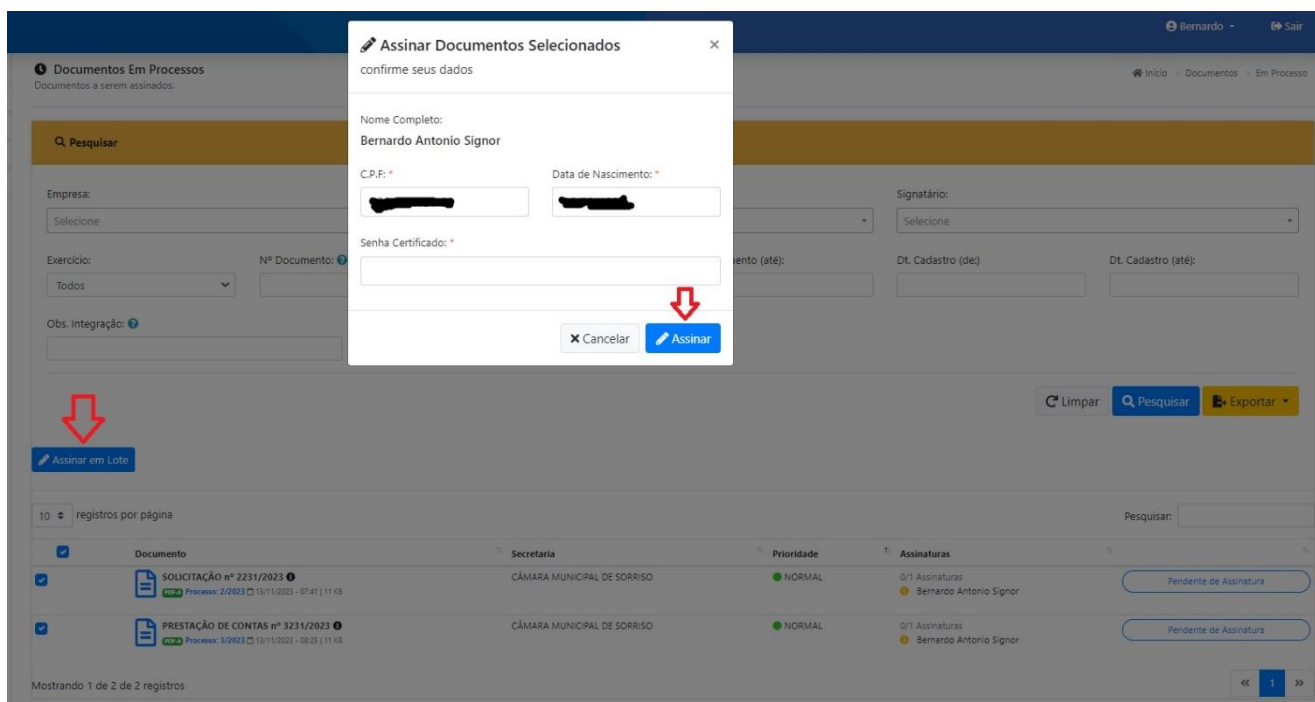 Bernardo
Sair
Documentos Em Processos
Documentos a serem assinados.
Início > Documentos > Em Processo
Assinar Documentos Selecionados ×
confirme seus dados
Nome Completo:
Bernardo Antonio Signor
C.P.F: * Data de Nascimento: *
Senha Certificado: *
Cancelar Assinar
Pesquisar
Empresa: Signatário:
Selecione Selecione
Exercício: Nº Documento: ento (até): Dt. Cadastro (de:) Dt. Cadastro (até):
Todos
Obs. Integração:
Limpar Pesquisar Exportar
Assinar em Lote
10 registros por página Pesquisar:
Documento Secretaria Prioridade Assinaturas
SOLICITAÇÃO nº 2231/2023 CÂMARA MUNICIPAL DE SORRISO NORMAL 0/1 Assinaturas Pendente de Assinatura
PDF-A Processo: 2/2023 13/11/2023 - 07:41 | 11 KB Bernardo Antonio Signor
PRESTAÇÃO DE CONTAS nº 3231/2023 CÂMARA MUNICIPAL DE SORRISO NORMAL 0/1 Assinaturas Pendente de Assinatura
PDF-A Processo: 3/2023 13/11/2023 - 08:25 | 11 KB Bernardo Antonio Signor
Mostrando 1 de 2 de 2 registros « 1 »